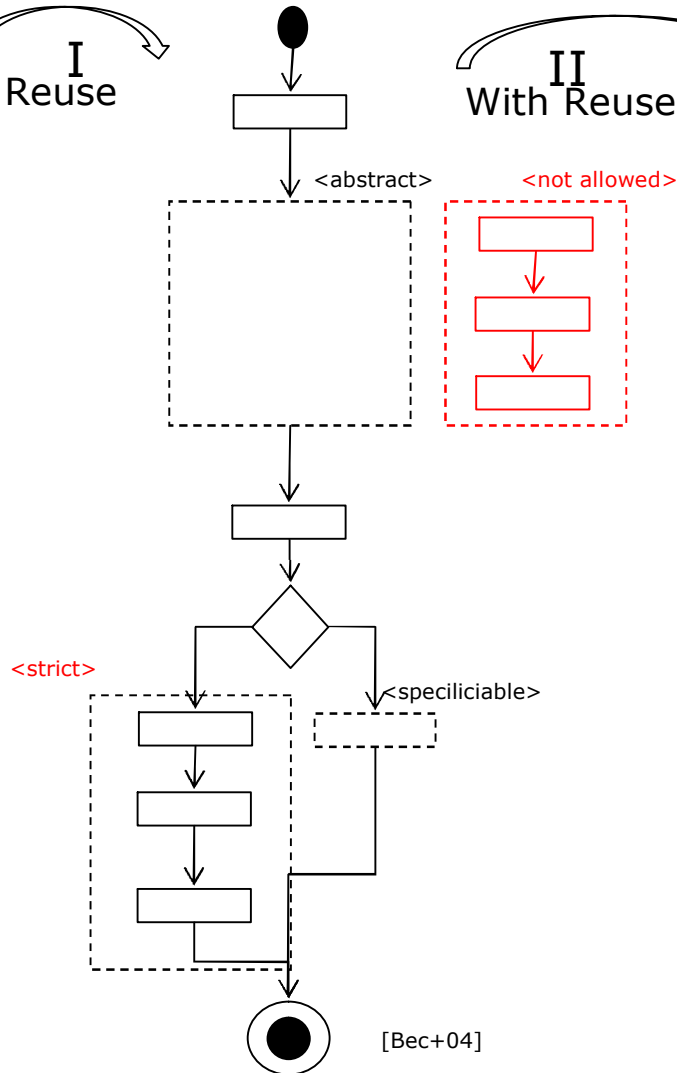 I
Reuse
II
With Reuse
<abstract>
<not allowed>
<strict>
<speciliciable>
[Bec+04]